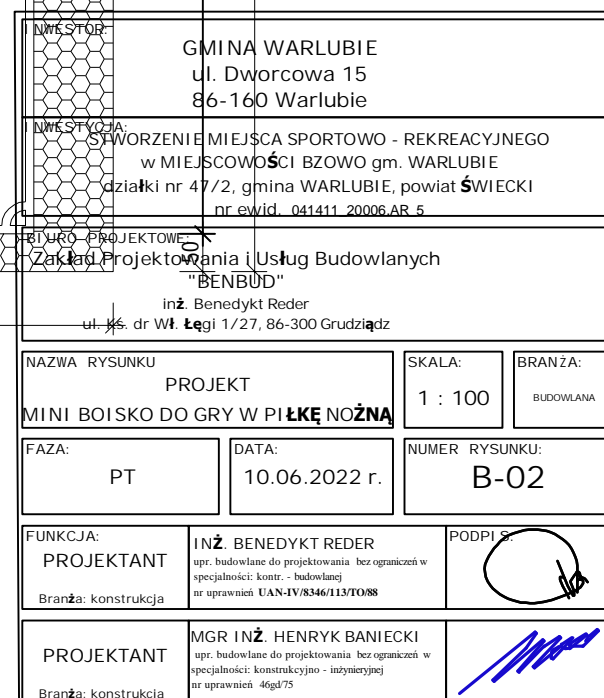 INWESTOR:
GMINA WARLUBIE
ul. Dworcowa 15
86-160 Warlubie
INWESTYCJA:
STWORZENIE MIEJSCA SPORTOWO - REKREACYJNEGO
w MIEJSCOWOŚCI BZOWO gm. WARLUBIE
działki nr 47/2, gmina WARLUBIE, powiat ŚWIECKI
nr ewid. 041411_20006.AR_5
BIURO PROJEKTOWE:
50
Zakład Projektowania i Usług Budowlanych
"BENBUD"
inż. Benedykt Reder
ul. Ks. dr Wł. Łęgi 1/27, 86-300 Grudziądz
NAZWA RYSUNKU
PROJEKT
MINI BOISKO DO GRY W PIŁKĘ NOŻNĄ
SKALA:
1 : 100
BRANŻA:
BUDOWLANA
FAZA:
PT
DATA:
10.06.2022 r.
NUMER RYSUNKU:
B-02
FUNKCJA:
PROJEKTANT
Branża: konstrukcja
INŻ. BENEDYKT REDER
upr. budowlane do projektowania bez ograniczeń w
specjalności: kontr. - budowlanej
nr uprawnień UAN-IV/8346/113/TO/88
PODPIS:
PROJEKTANT
Branża: konstrukcja
MGR INŻ. HENRYK BANIECKI
upr. budowlane do projektowania bez ograniczeń w
specjalności: konstrukcyjno - inżynieryjnej
nr uprawnień 46gd/75